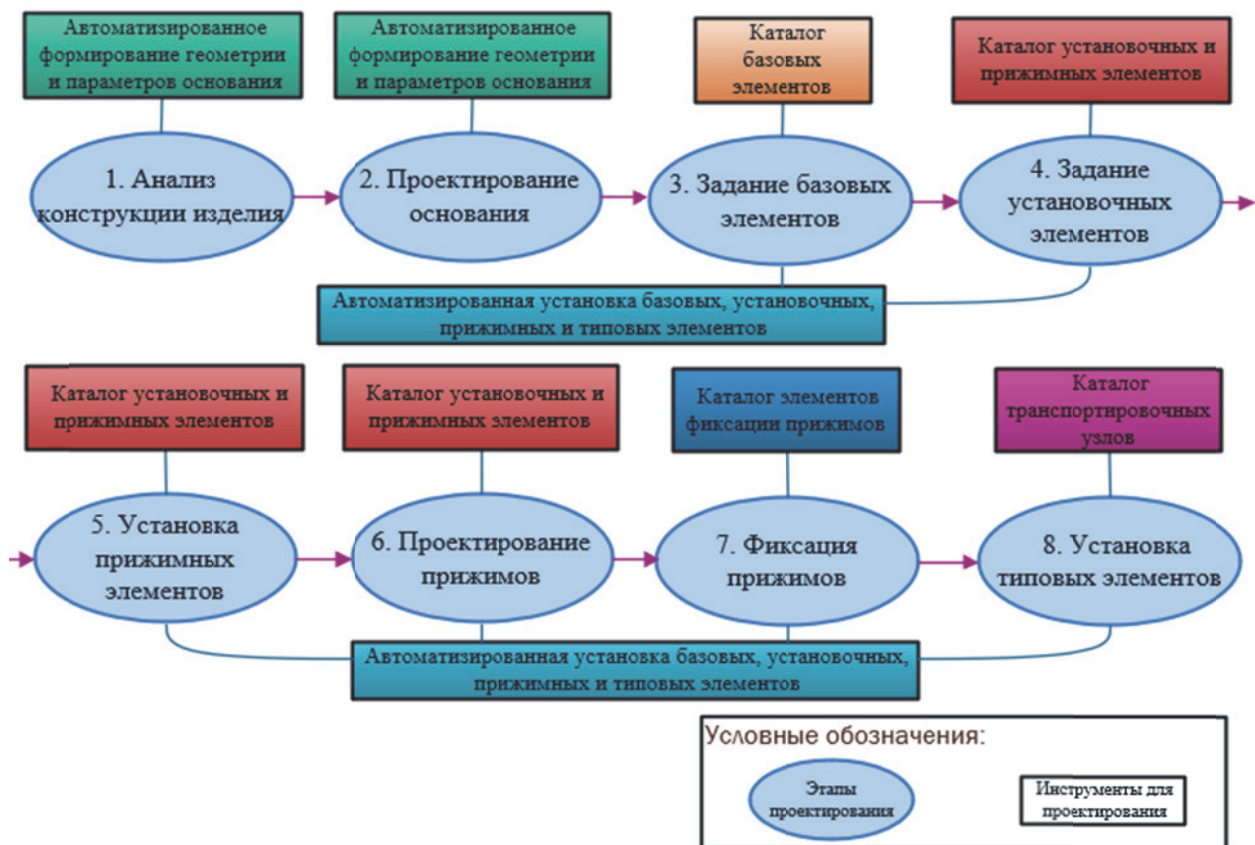 Автоматизированное
формирование геометрии
и параметров основания
Автоматизированное
формирование геометрии
и параметров основания
Каталог
базовых
элементов
Каталог установочных и
прижимных элементов
1. Анализ
конструкции изделия
2. Проектирование
основания
3. Задание базовых
элементов
4. Задание
установочных
элементов
Автоматизированная установка базовых, установочных,
прижимных и типовых элементов
Каталог установочных и
прижимных элементов
Каталог установочных и
прижимных элементов
Каталог элементов
фиксации прижимов
Каталог
транспортировочных
узлов
5. Установка
прижимных
элементов
6. Проектирование
прижимов
7. Фиксация
прижимов
8. Установка
типовых элементов
Автоматизированная установка базовых, установочных,
прижимных и типовых элементов
Условные обозначения:
Этапы
проектирования
Инструменты для
проектирования